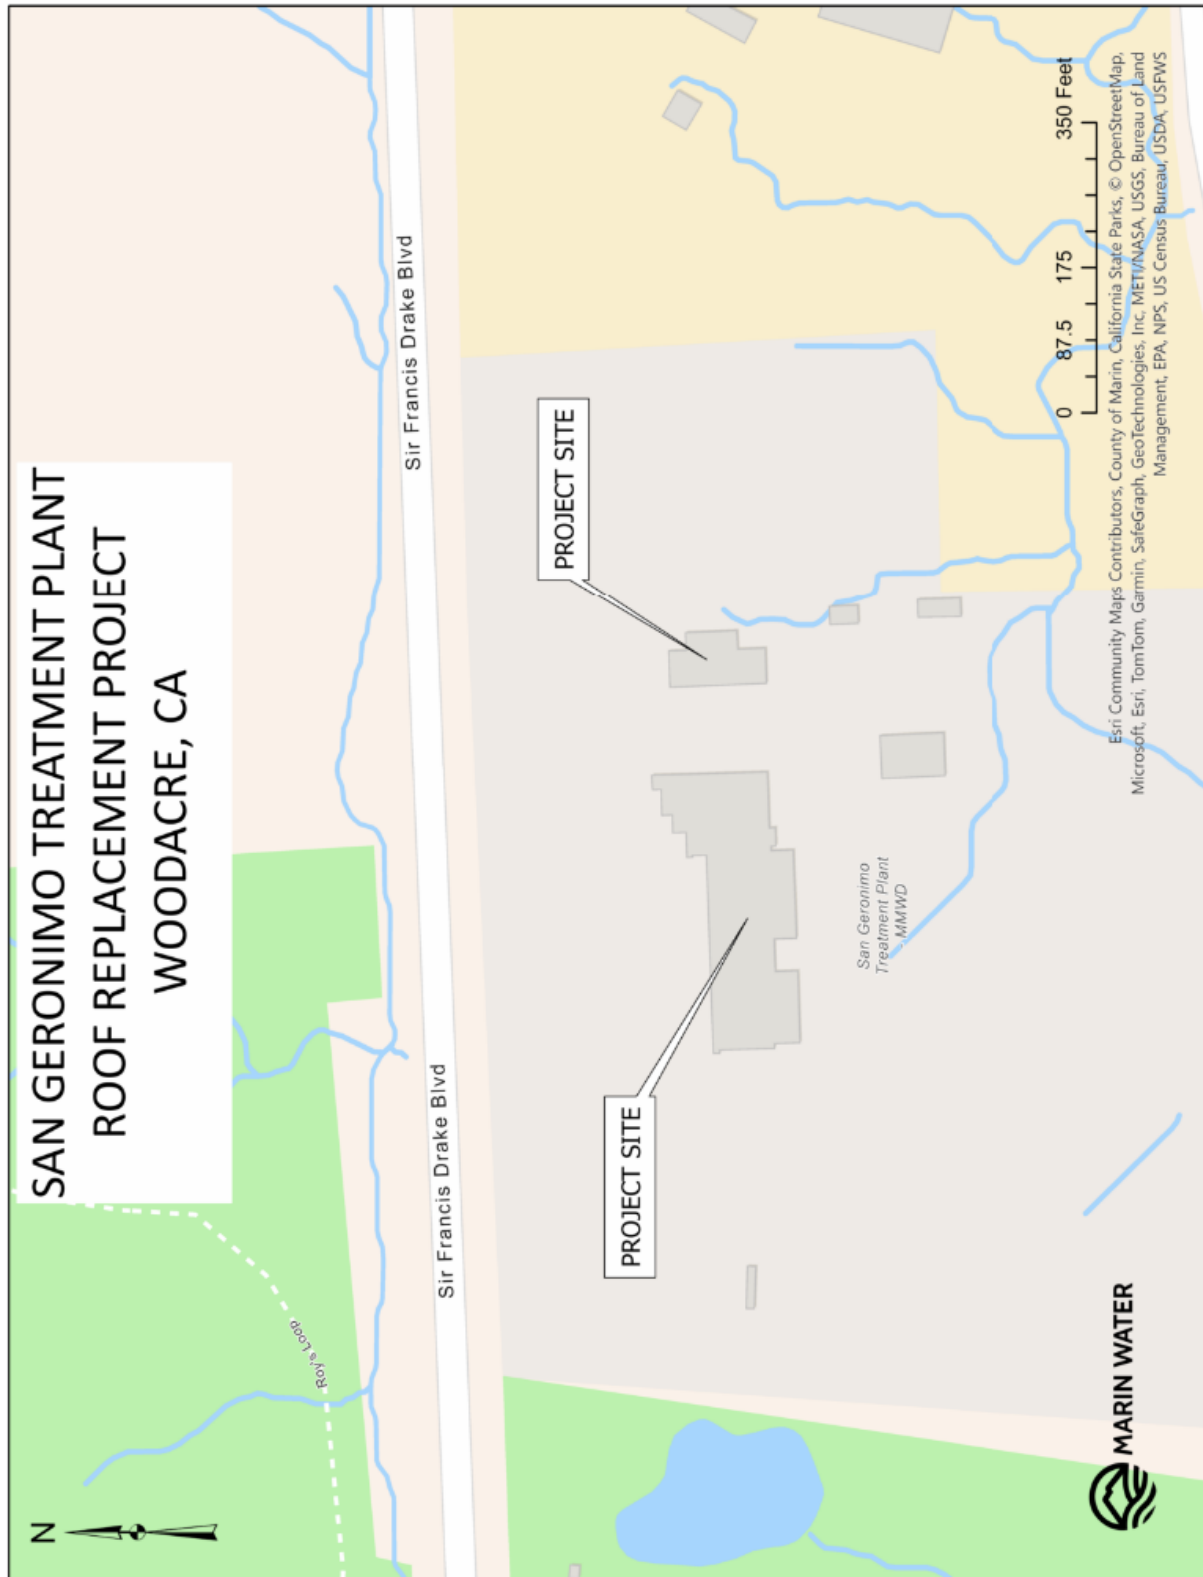 SAN GERONIMO TREATMENT PLANT
ROOF REPLACEMENT PROJECT
WOODACRE, CA
N
Roy's Loop
Sir Francis Drake Blvd
Sir Francis Drake Blvd
PROJECT SITE
PROJECT SITE
San Geronimo
Treatment Plant
- MMWD
MARIN WATER
0 87.5 175 350 Feet
Esri Community Maps Contributors, County of Marin, California State Parks, © OpenStreetMap,
Microsoft, Esri, TomTom, Garmin, SafeGraph, GeoTechnologies, Inc, METI/NASA, USGS, Bureau of Land
Management, EPA, NPS, US Census Bureau, USDA, USFWS